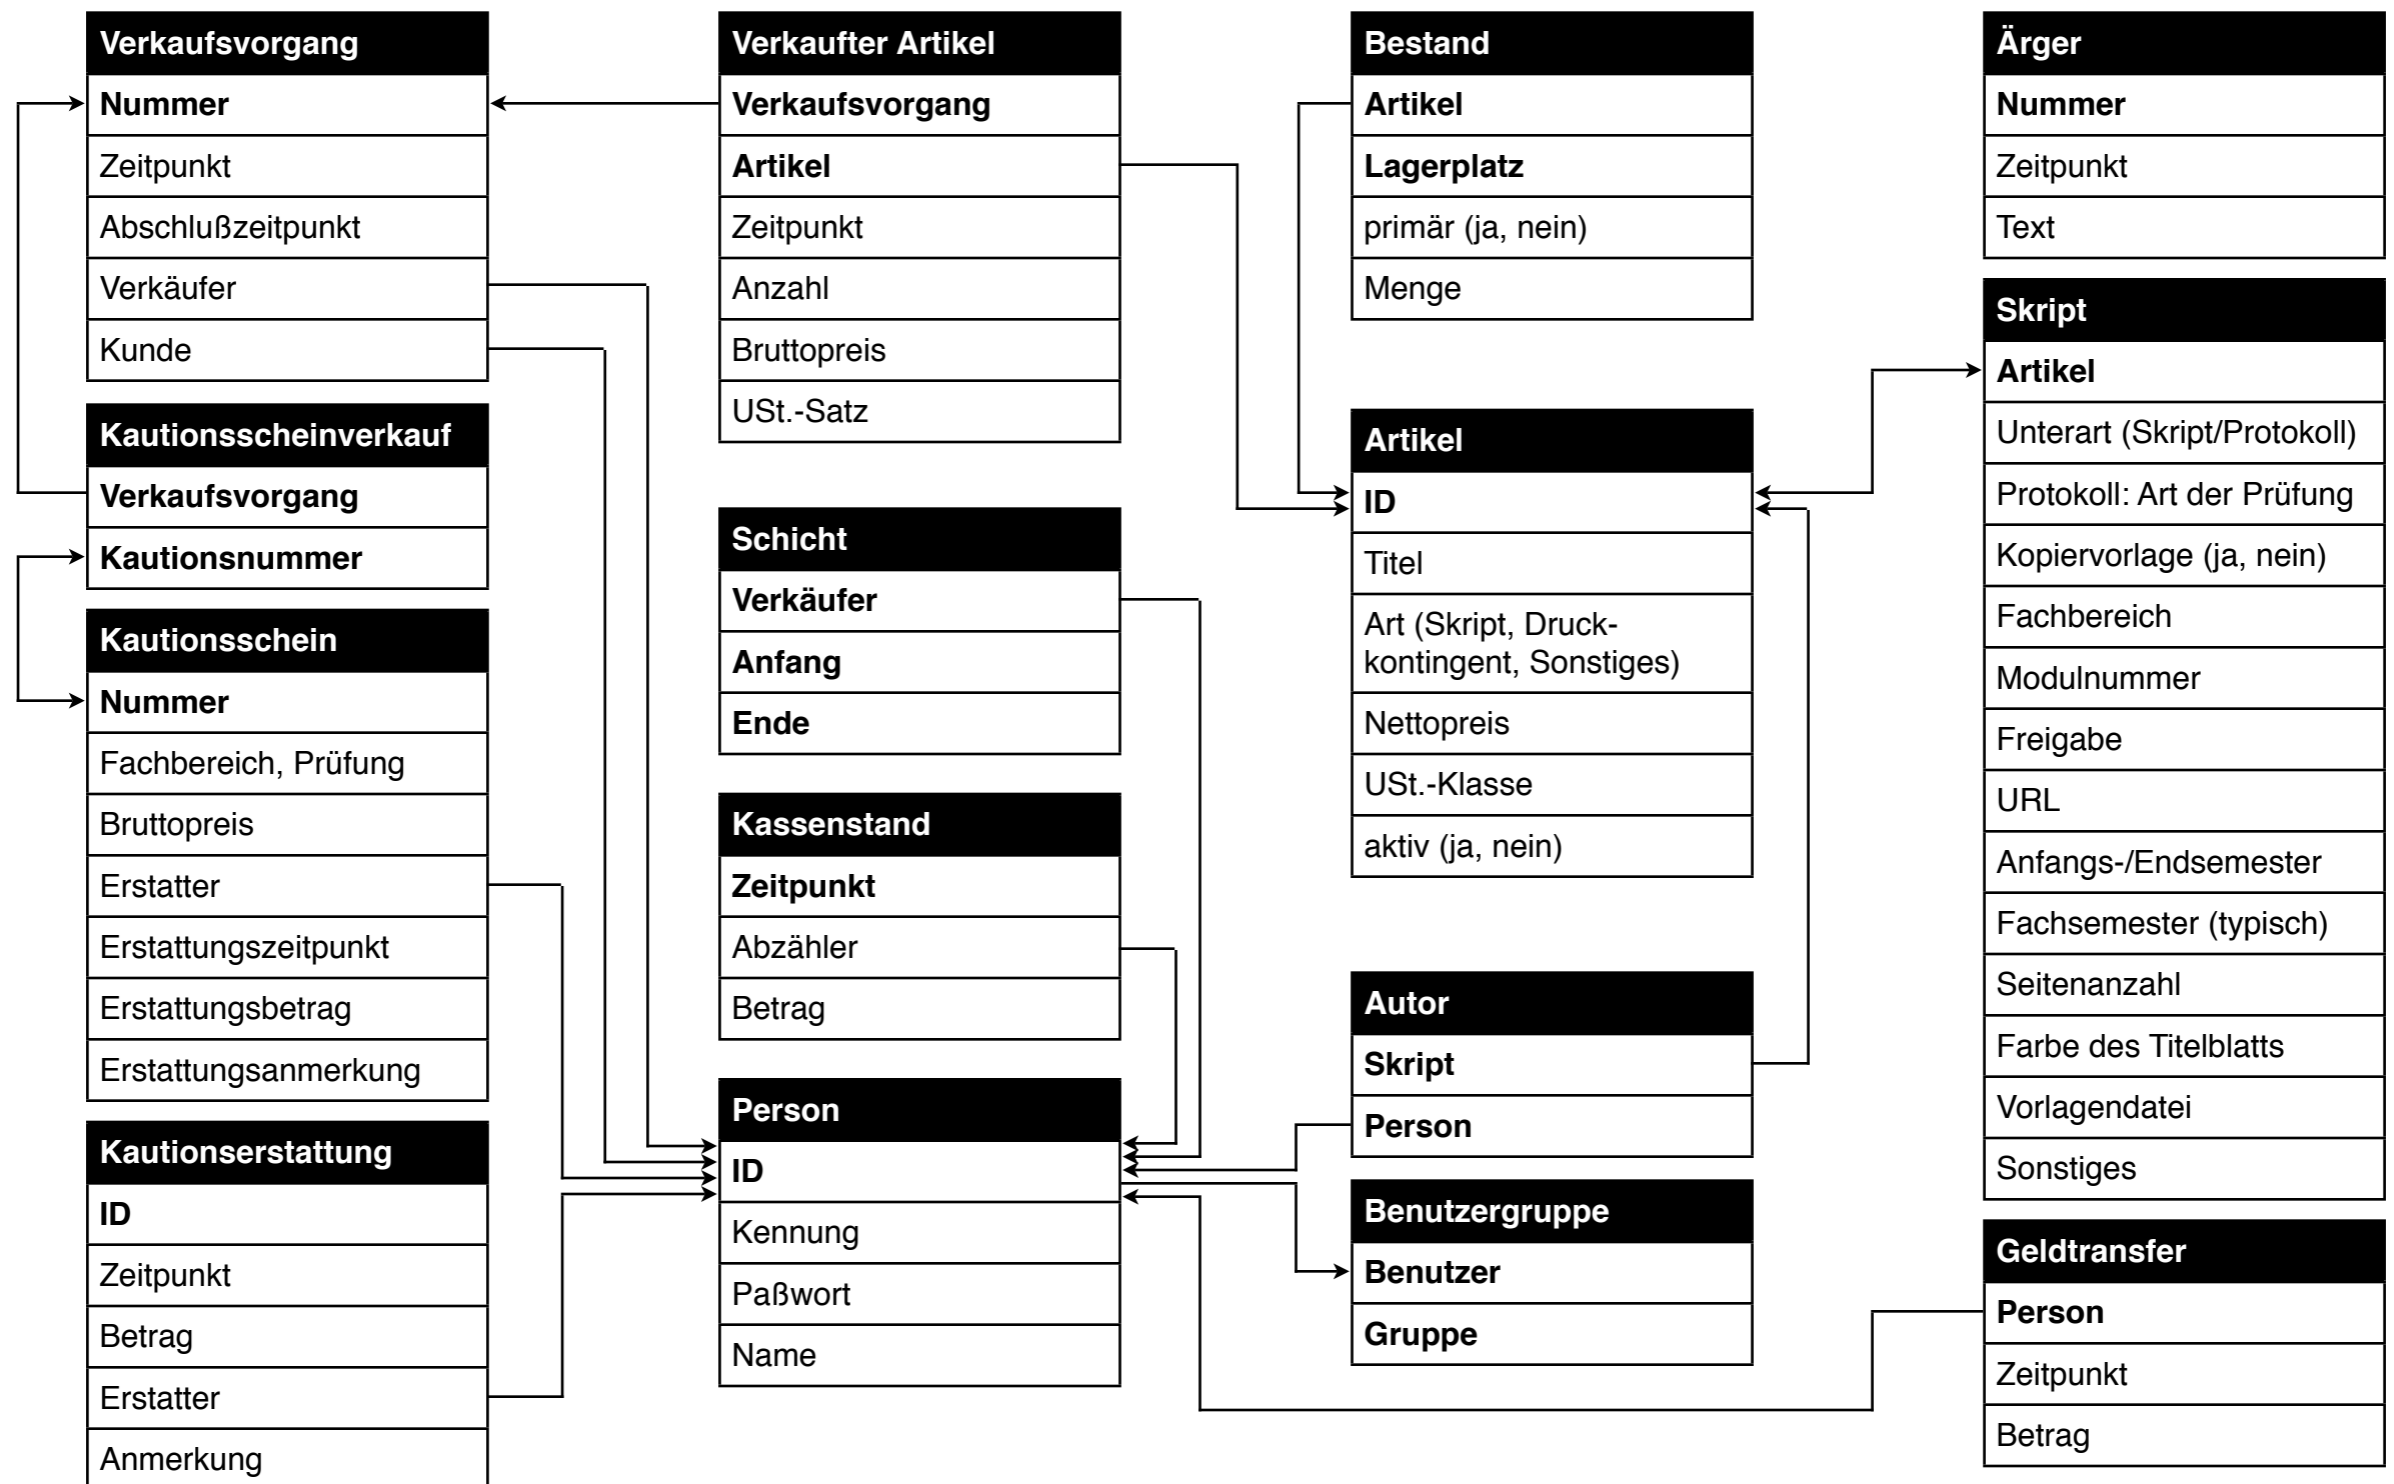 Verkaufsvorgang
Nummer
Zeitpunkt
Abschlußzeitpunkt
Verkäufer
Kunde
Kautionsscheinverkauf
Verkaufsvorgang
Kautionsnummer
Kautionsschein
Nummer
Fachbereich, Prüfung
Bruttopreis
Erstatter
Erstattungszeitpunkt
Erstattungsbetrag
Erstattungsanmerkung
Kautionserstattung
ID
Zeitpunkt
Betrag
Erstatter
Anmerkung
Verkaufter Artikel
Verkaufsvorgang
Artikel
Zeitpunkt
Anzahl
Bruttopreis
USt.-Satz
Schicht
Verkäufer
Anfang
Ende
Kassenstand
Zeitpunkt
Abzähler
Betrag
Person
ID
Kennung
Paßwort
Name
Bestand
Artikel
Lagerplatz
primär (ja, nein)
Menge
Artikel
ID
Titel
Art (Skript, Druck-
kontingent, Sonstiges)
Nettopreis
USt.-Klasse
aktiv (ja, nein)
Autor
Skript
Person
Benutzergruppe
Benutzer
Gruppe
Ärger
Nummer
Zeitpunkt
Text
Skript
Artikel
Unterart (Skript/Protokoll)
Protokoll: Art der Prüfung
Kopiervorlage (ja, nein)
Fachbereich
Modulnummer
Freigabe
URL
Anfangs-/Endsemester
Fachsemester (typisch)
Seitenanzahl
Farbe des Titelblatts
Vorlagendatei
Sonstiges
Geldtransfer
Person
Zeitpunkt
Betrag